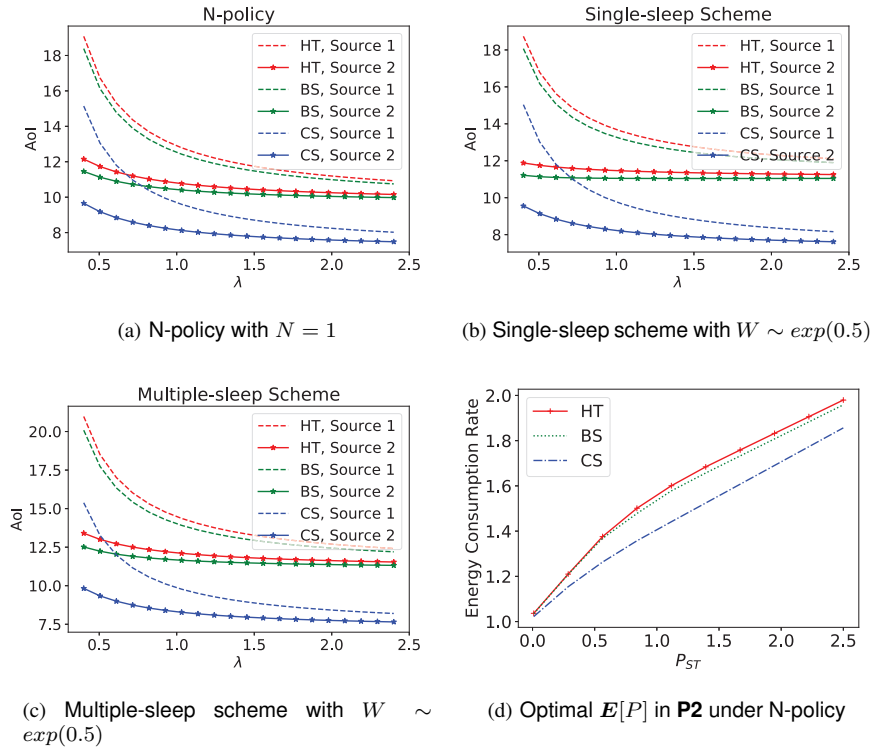 N-policy
18
16
14
12
10
8
AoI
0.5
1.0
1.5
2.0
2.5
λ
HT, Source 1
HT, Source 2
BS, Source 1
BS, Source 2
CS, Source 1
CS, Source 2
(a) N-policy with N = 1
Single-sleep Scheme
18
16
14
12
10
8
AoI
0.5
1.0
1.5
2.0
2.5
λ
HT, Source 1
HT, Source 2
BS, Source 1
BS, Source 2
CS, Source 1
CS, Source 2
(b) Single-sleep scheme with W ∼ exp(0.5)
Multiple-sleep Scheme
20.0
17.5
15.0
12.5
10.0
7.5
AoI
0.5
1.0
1.5
2.0
2.5
λ
HT, Source 1
HT, Source 2
BS, Source 1
BS, Source 2
CS, Source 1
CS, Source 2
(c) Multiple-sleep scheme with W ∼
exp(0.5)
2.0
1.8
1.6
1.4
1.2
1.0
Energy Consumption Rate
0.0
0.5
1.0
1.5
2.0
2.5
P_ST
HT
BS
CS
(d) Optimal E[P] in P2 under N-policy